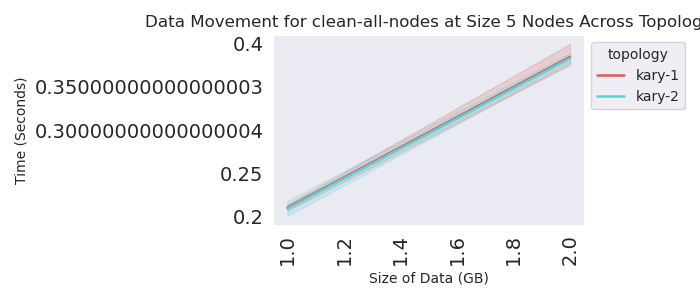 Data Movement for clean-all-nodes at Size 5 Nodes Across Topolog
topology
kary-1
kary-2
Time (Seconds)
0.4
0.35000000000000003
0.30000000000000004
0.25
0.2
1.0
1.2
1.4
1.6
1.8
2.0
Size of Data (GB)